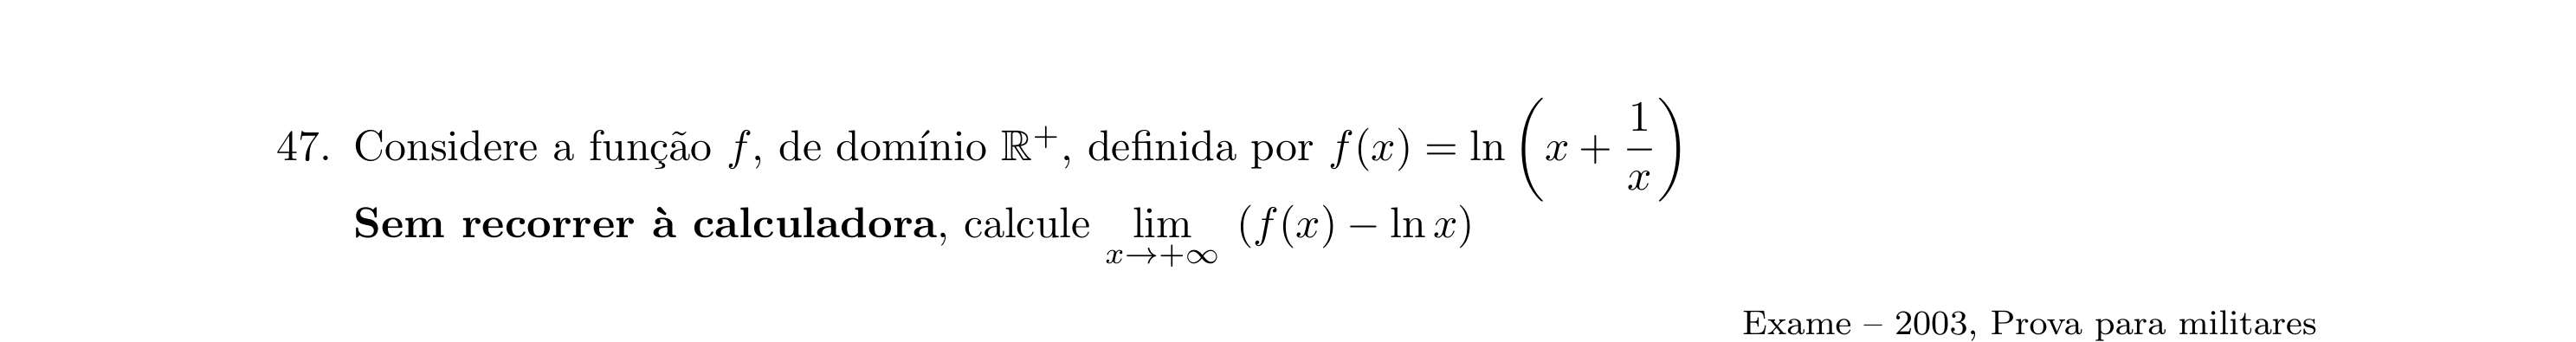 47. Considere a função f, de domínio ℝ⁺, definida por f(x) = ln(x + 1/x)
Sem recorrer à calculadora, calcule lim x→+∞ (f(x) − ln x)
Exame – 2003, Prova para militares